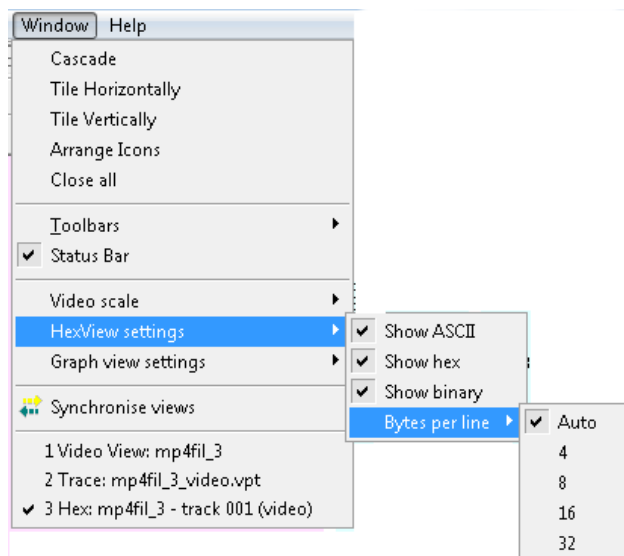 Window Help
Cascade
Tile Horizontally
Tile Vertically
Arrange Icons
Close all
Toolbars
Status Bar
Video scale
HexView settings
Graph view settings
Synchronise views
1 Video View: mp4fil_3
2 Trace: mp4fil_3_video.vpt
3 Hex: mp4fil_3 - track 001 (video)
Show ASCII
Show hex
Show binary
Bytes per line
Auto
4
8
16
32